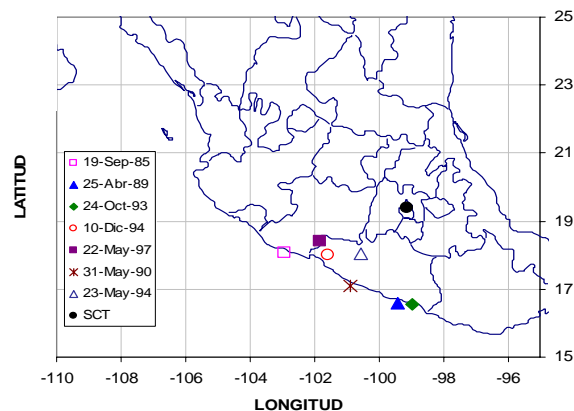 25
23
21
19
17
15
LATITUD
19-Sep-85
25-Abr-89
24-Oct-93
10-Dic-94
22-May-97
31-May-90
23-May-94
SCT
-110 -108 -106 -104 -102 -100 -98 -96
LONGITUD